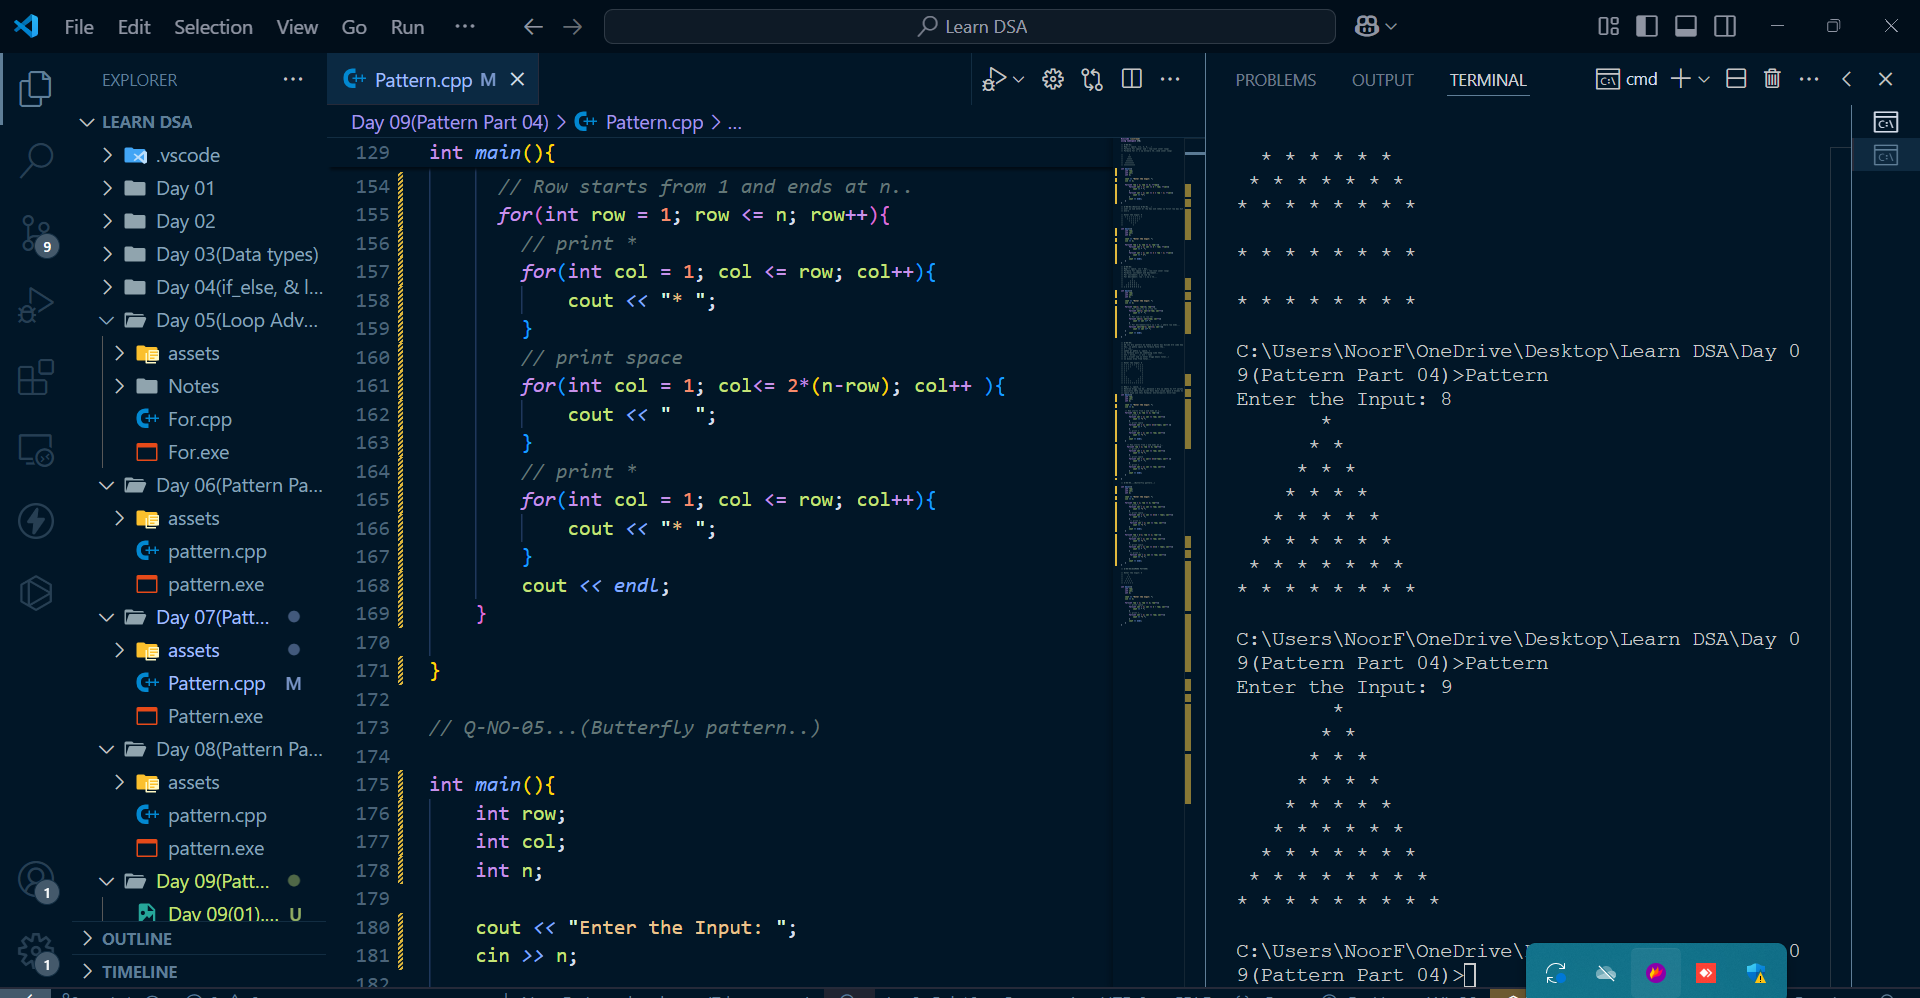 File Edit Selection View Go Run ··· Learn DSA
EXPLORER ···
LEARN DSA
.vscode
Day 01
Day 02
Day 03(Data types)
Day 04(if_else, & l...
Day 05(Loop Adv...
assets
Notes
For.cpp
For.exe
Day 06(Pattern Pa...
assets
pattern.cpp
pattern.exe
Day 07(Patt...
assets
Pattern.cpp M
Pattern.exe
Day 08(Pattern Pa...
assets
pattern.cpp
pattern.exe
Day 09(Patt...
Day 09(01).... U
OUTLINE
TIMELINE
9
1
1
Pattern.cpp M
Day 09(Pattern Part 04) > Pattern.cpp > ...
129 int main(){
154 // Row starts from 1 and ends at n..
155 for(int row = 1; row <= n; row++){
156 // print *
157 for(int col = 1; col <= row; col++){
158 cout << "* ";
159 }
160 // print space
161 for(int col = 1; col<= 2*(n-row); col++ ){
162 cout << "  ";
163 }
164 // print *
165 for(int col = 1; col <= row; col++){
166 cout << "* ";
167 }
168 cout << endl;
169 }
170
171 }
172
173 // Q-NO-05...(Butterfly pattern..)
174
175 int main(){
176 int row;
177 int col;
178 int n;
179
180 cout << "Enter the Input: ";
181 cin >> n;
182
PROBLEMS OUTPUT TERMINAL cmd
* * * * * *
* * * * * * *
* * * * * * * *
* * * * * * * *
* * * * * * * *
C:\Users\NoorF\OneDrive\Desktop\Learn DSA\Day 0
9(Pattern Part 04)>Pattern
Enter the Input: 8
*
* *
* * *
* * * *
* * * * *
* * * * * *
* * * * * * *
* * * * * * * *
C:\Users\NoorF\OneDrive\Desktop\Learn DSA\Day 0
9(Pattern Part 04)>Pattern
Enter the Input: 9
*
* *
* * *
* * * *
* * * * *
* * * * * *
* * * * * * *
* * * * * * * *
* * * * * * * * *
C:\Users\NoorF\OneDrive\ 0
9(Pattern Part 04)>